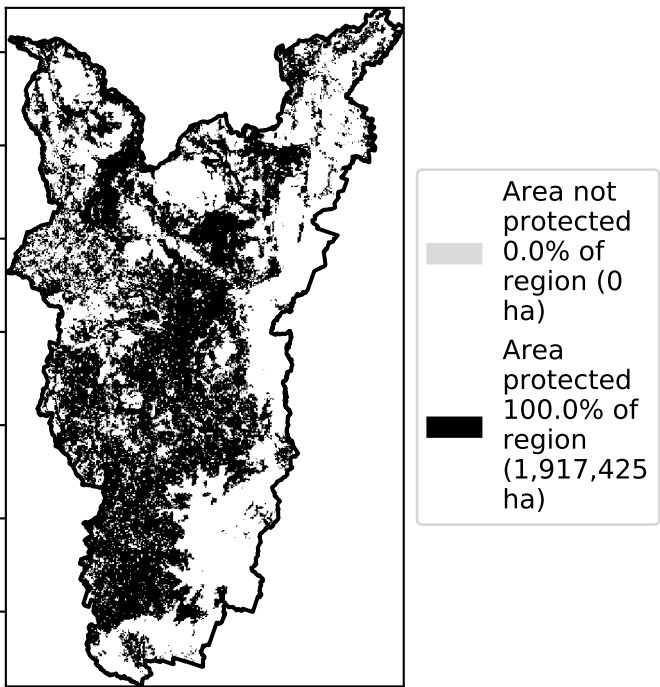 Area not
protected
0.0% of
region (0
ha)
Area
protected
100.0% of
region
(1,917,425
ha)